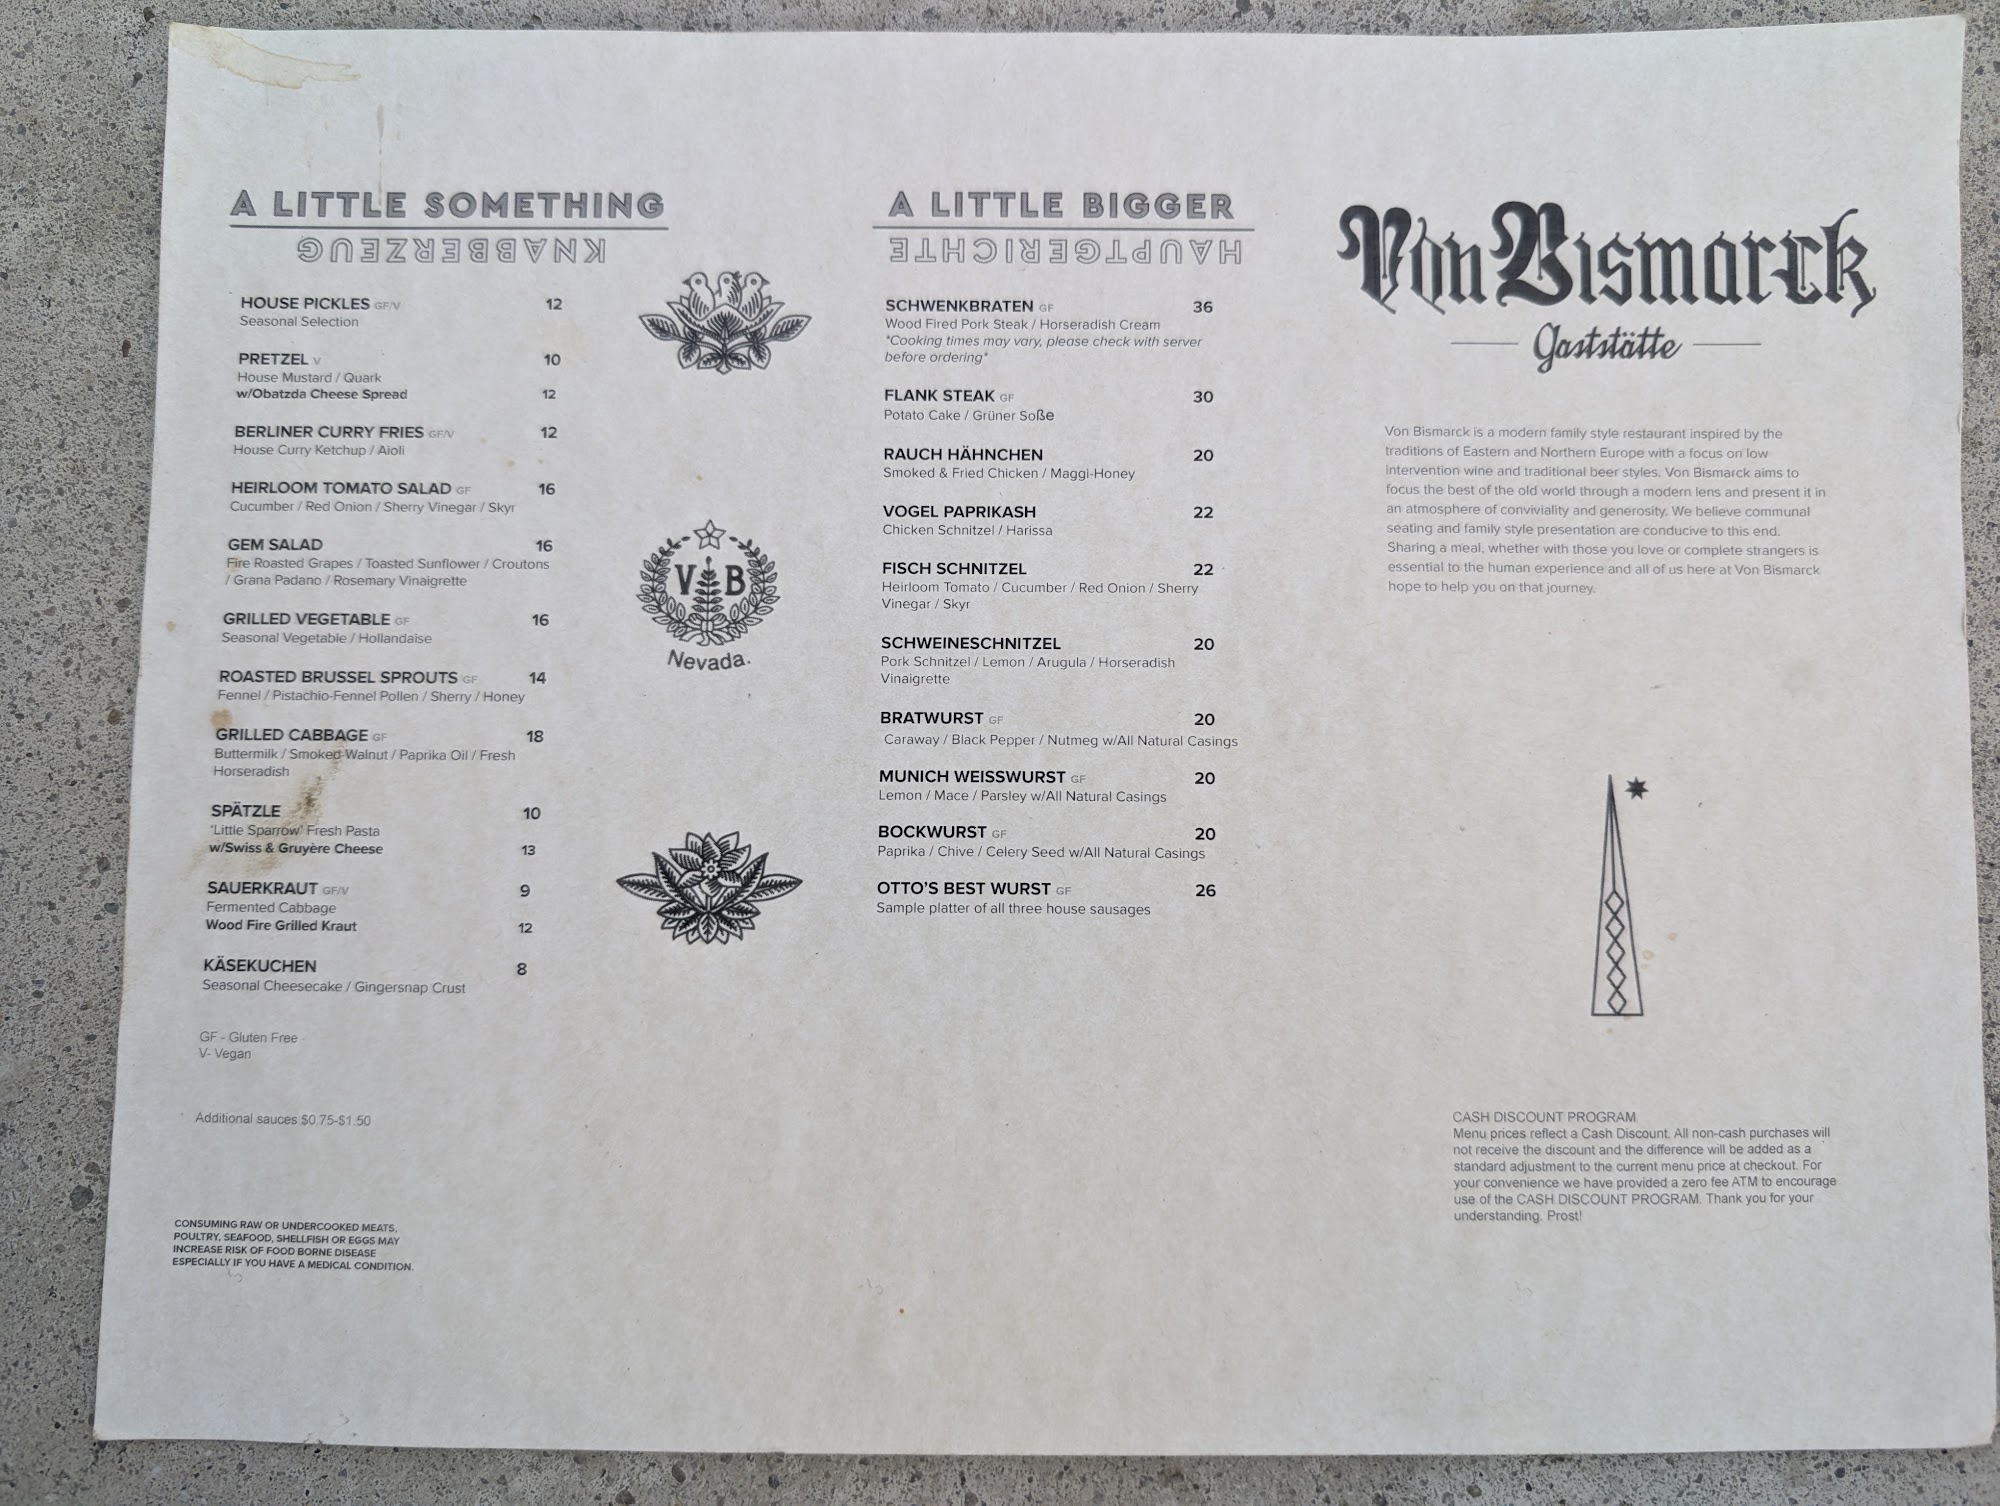 A LITTLE SOMETHING
KNABBERZEUG
HOUSE PICKLES GF/V 12
Seasonal Selection
PRETZEL V 10
House Mustard / Quark
w/Obatzda Cheese Spread 12
BERLINER CURRY FRIES GF/V 12
House Curry Ketchup / Aioli
HEIRLOOM TOMATO SALAD GF 16
Cucumber / Red Onion / Sherry Vinegar / Skyr
GEM SALAD 16
Fire Roasted Grapes / Toasted Sunflower / Croutons
/ Grana Padano / Rosemary Vinaigrette
GRILLED VEGETABLE GF 16
Seasonal Vegetable / Hollandaise
ROASTED BRUSSEL SPROUTS GF 14
Fennel / Pistachio-Fennel Pollen / Sherry / Honey
GRILLED CABBAGE GF 18
Buttermilk / Smoked Walnut / Paprika Oil / Fresh
Horseradish
SPÄTZLE 10
'Little Sparrow' Fresh Pasta
w/Swiss & Gruyère Cheese 13
SAUERKRAUT GF/V 9
Fermented Cabbage
Wood Fire Grilled Kraut 12
KÄSEKUCHEN 8
Seasonal Cheesecake / Gingersnap Crust
GF - Gluten Free
V- Vegan
Additional sauces $0.75-$1.50
CONSUMING RAW OR UNDERCOOKED MEATS,
POULTRY, SEAFOOD, SHELLFISH OR EGGS MAY
INCREASE RISK OF FOOD BORNE DISEASE
ESPECIALLY IF YOU HAVE A MEDICAL CONDITION.
V B
Nevada.
A LITTLE BIGGER
HAUPTGERICHTE
SCHWENKBRATEN GF 36
Wood Fired Pork Steak / Horseradish Cream
*Cooking times may vary, please check with server
before ordering*
FLANK STEAK GF 30
Potato Cake / Grüner Soße
RAUCH HÄHNCHEN 20
Smoked & Fried Chicken / Maggi-Honey
VOGEL PAPRIKASH 22
Chicken Schnitzel / Harissa
FISCH SCHNITZEL 22
Heirloom Tomato / Cucumber / Red Onion / Sherry
Vinegar / Skyr
SCHWEINESCHNITZEL 20
Pork Schnitzel / Lemon / Arugula / Horseradish
Vinaigrette
BRATWURST GF 20
Caraway / Black Pepper / Nutmeg w/All Natural Casings
MUNICH WEISSWURST GF 20
Lemon / Mace / Parsley w/All Natural Casings
BOCKWURST GF 20
Paprika / Chive / Celery Seed w/All Natural Casings
OTTO'S BEST WURST GF 26
Sample platter of all three house sausages
Von Bismarck
Gaststätte
Von Bismarck is a modern family style restaurant inspired by the
traditions of Eastern and Northern Europe with a focus on low
intervention wine and traditional beer styles. Von Bismarck aims to
focus the best of the old world through a modern lens and present it in
an atmosphere of conviviality and generosity. We believe communal
seating and family style presentation are conducive to this end.
Sharing a meal, whether with those you love or complete strangers is
essential to the human experience and all of us here at Von Bismarck
hope to help you on that journey.
CASH DISCOUNT PROGRAM
Menu prices reflect a Cash Discount. All non-cash purchases will
not receive the discount and the difference will be added as a
standard adjustment to the current menu price at checkout. For
your convenience we have provided a zero fee ATM to encourage
use of the CASH DISCOUNT PROGRAM. Thank you for your
understanding. Prost!